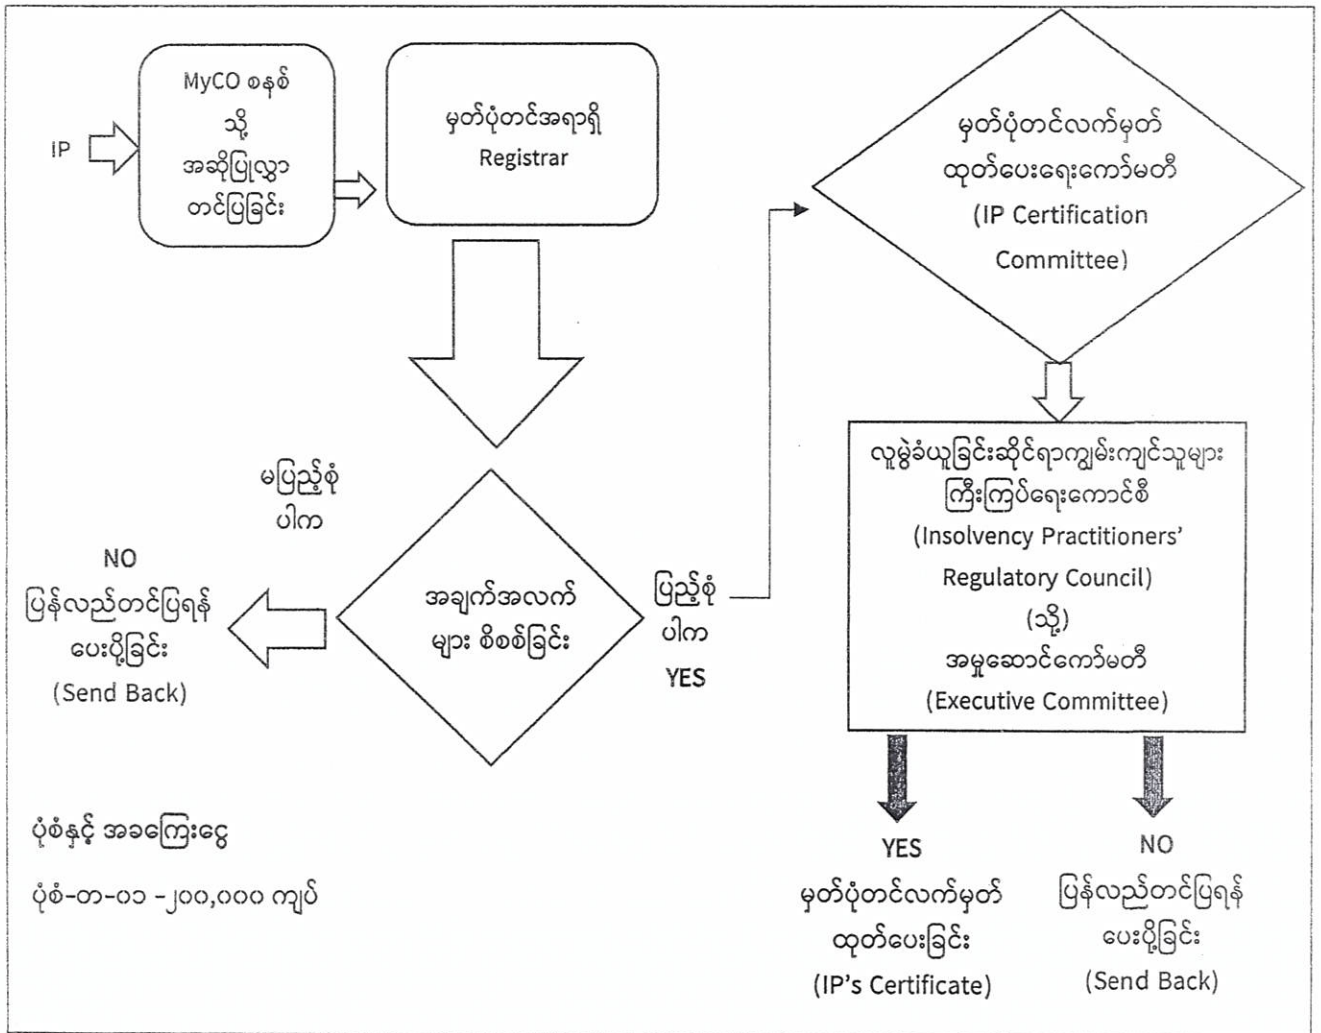 IP
MyCO စနစ်
သို့
အဆိုပြုလွှာ
တင်ပြခြင်း
မှတ်ပုံတင်အရာရှိ
Registrar
မှတ်ပုံတင်လက်မှတ်
ထုတ်ပေးရေးကော်မတီ
(IP Certification
Committee)
မပြည့်စုံ
ပါက
NO
ပြန်လည်တင်ပြရန်
ပေးပို့ခြင်း
(Send Back)
အချက်အလက်
များ စိစစ်ခြင်း
ပြည့်စုံ
ပါက
YES
လူမွဲခံယူခြင်းဆိုင်ရာကျွမ်းကျင်သူများ
ကြီးကြပ်ရေးကောင်စီ
(Insolvency Practitioners’
Regulatory Council)
(သို့)
အမှုဆောင်ကော်မတီ
(Executive Committee)
YES
မှတ်ပုံတင်လက်မှတ်
ထုတ်ပေးခြင်း
(IP’s Certificate)
NO
ပြန်လည်တင်ပြရန်
ပေးပို့ခြင်း
(Send Back)
ပုံစံနှင့် အခကြေးငွေ
ပုံစံ-တ-၀၁ -၂၀၀,၀၀၀ ကျပ်